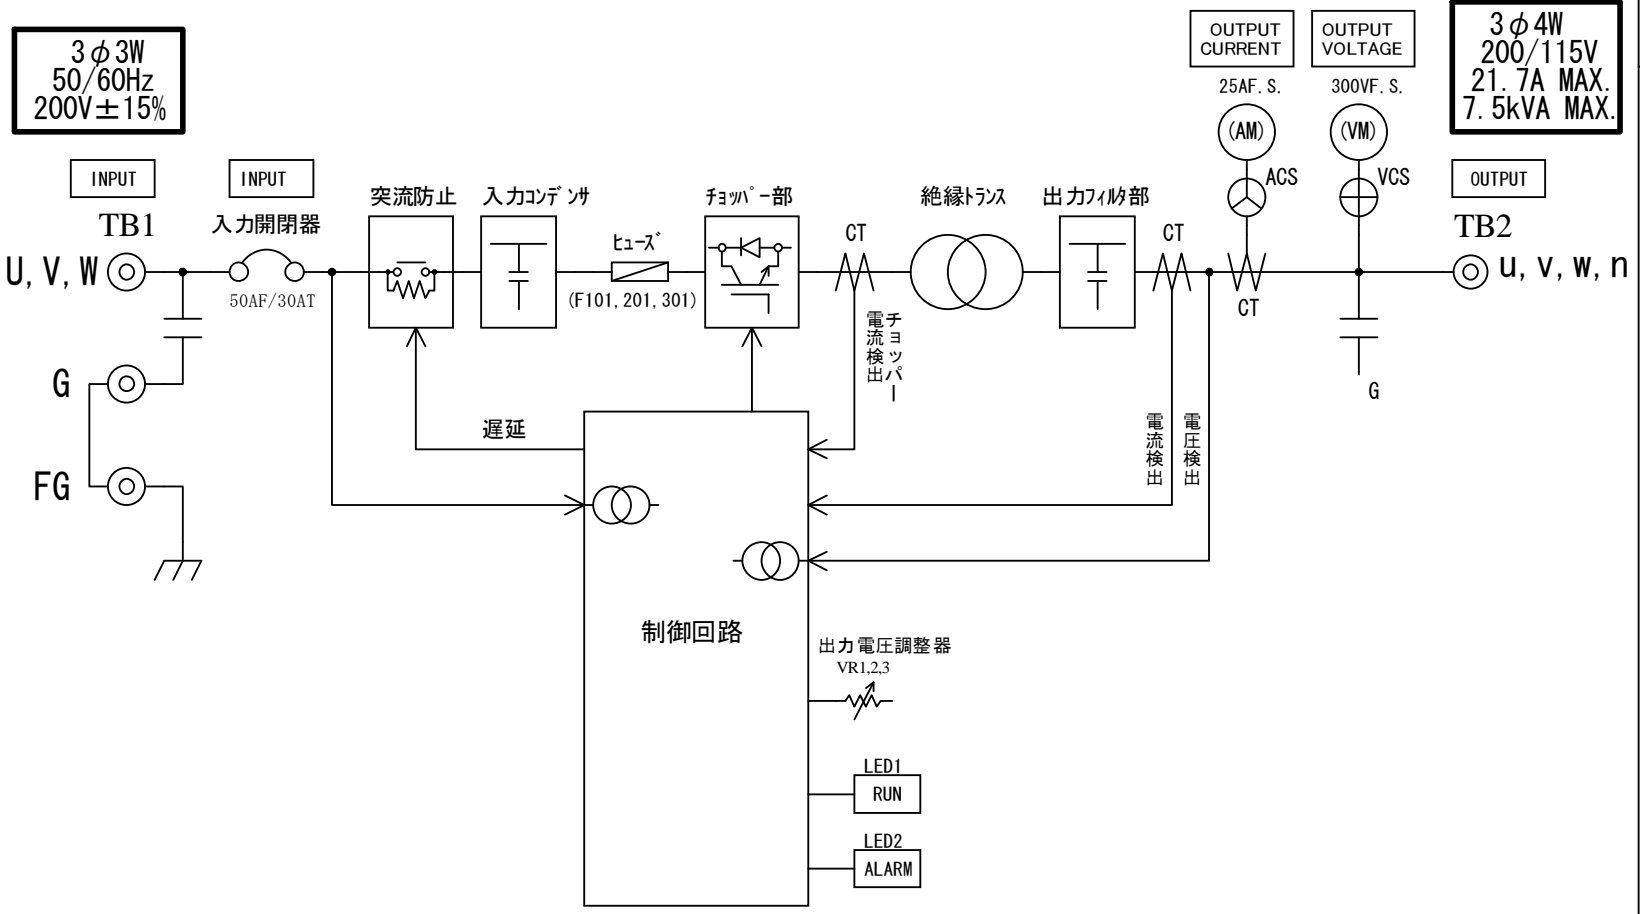 3φ3W
50/60Hz
200V±15%
OUTPUT
CURRENT
OUTPUT
VOLTAGE
3φ4W
200/115V
21.7A MAX.
7.5kVA MAX.
25AF.S.
300VF.S.
(AM)
(VM)
INPUT
INPUT
ACS
VCS
OUTPUT
TB1
入力開閉器
突流防止
入力ｺﾝﾃﾞﾝｻ
ﾁｮｯﾊﾟｰ部
絶縁ﾄﾗﾝｽ
出力ﾌｨﾙﾀ部
TB2
ﾋｭｰｽﾞ
CT
CT
U,V,W
u,v,w,n
50AF/30AT
(F101,201,301)
CT
チョッパー
電流検出
G
G
遅延
電流検出
電圧検出
FG
制御回路
出力電圧調整器
VR1,2,3
LED1
RUN
LED2
ALARM